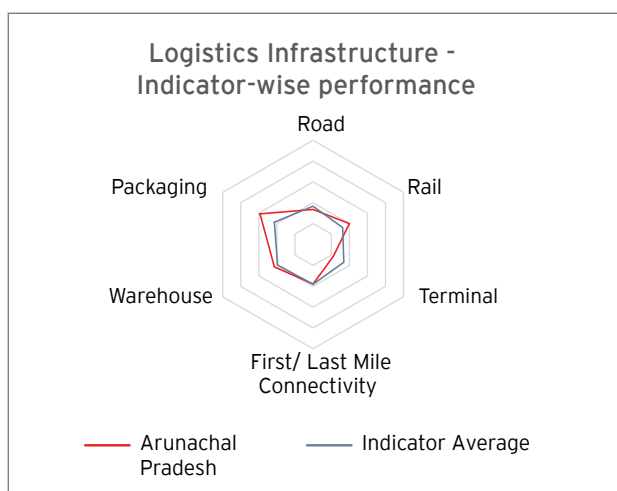 Logistics Infrastructure -
Indicator-wise performance
Road
Packaging
Rail
Warehouse
Terminal
First/ Last Mile
Connectivity
Arunachal
Pradesh
Indicator Average